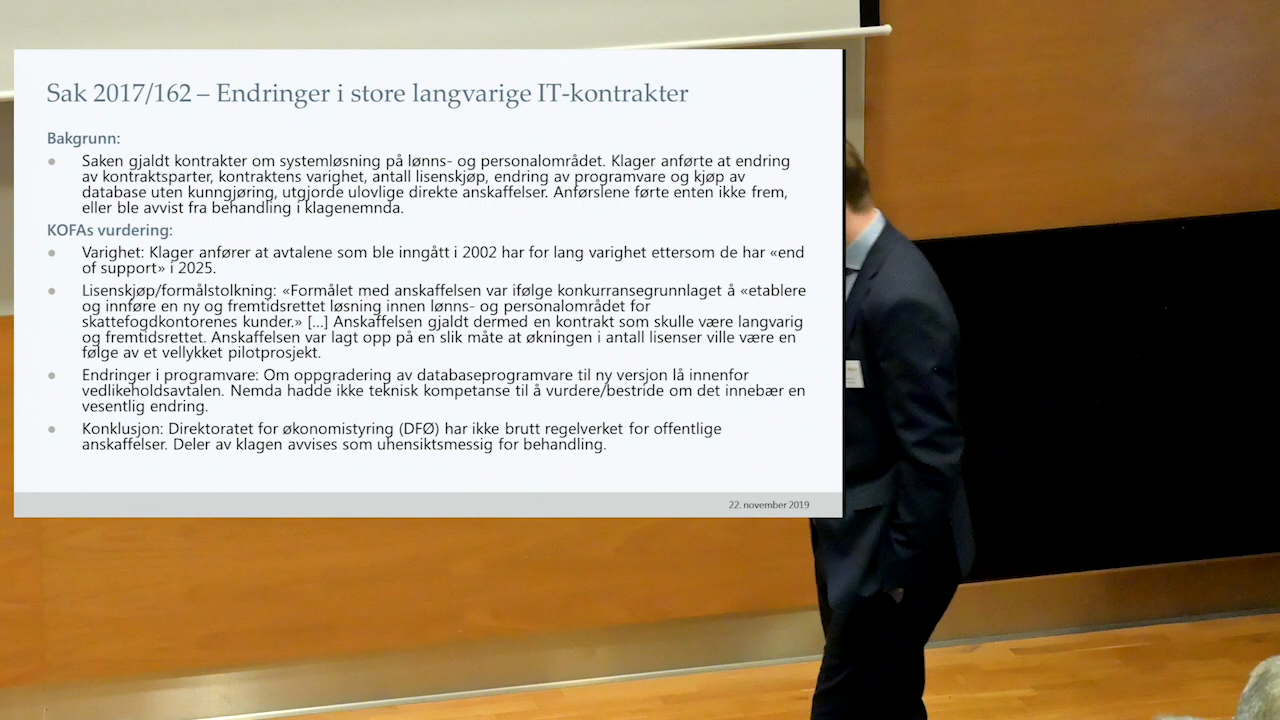 Sak 2017/162 – Endringer i store langvarige IT-kontrakter
Bakgrunn:
• Saken gjaldt kontrakter om systemløsning på lønns- og personalområdet. Klager anførte at endring
av kontraktsparter, kontraktens varighet, antall lisenskjøp, endring av programvare og kjøp av
database uten kunngjøring, utgjorde ulovlige direkte anskaffelser. Anførslene førte enten ikke frem,
eller ble avvist fra behandling i klagenemnda.
KOFAs vurdering:
• Varighet: Klager anfører at avtalene som ble inngått i 2002 har for lang varighet ettersom de har «end
of support» i 2025.
• Lisenskjøp/formålstolkning: «Formålet med anskaffelsen var ifølge konkurransegrunnlaget å «etablere
og innføre en ny og fremtidsrettet løsning innen lønns- og personalområdet for
skattefogdkontorenes kunder.» [...] Anskaffelsen gjaldt dermed en kontrakt som skulle være langvarig
og fremtidsrettet. Anskaffelsen var lagt opp på en slik måte at økningen i antall lisenser ville være en
følge av et vellykket pilotprosjekt.
• Endringer i programvare: Om oppgradering av databaseprogramvare til ny versjon lå innenfor
vedlikeholdsavtalen. Nemda hadde ikke teknisk kompetanse til å vurdere/bestride om det innebær en
vesentlig endring.
• Konklusjon: Direktoratet for økonomistyring (DFØ) har ikke brutt regelverket for offentlige
anskaffelser. Deler av klagen avvises som uhensiktsmessig for behandling.
22. november 2019